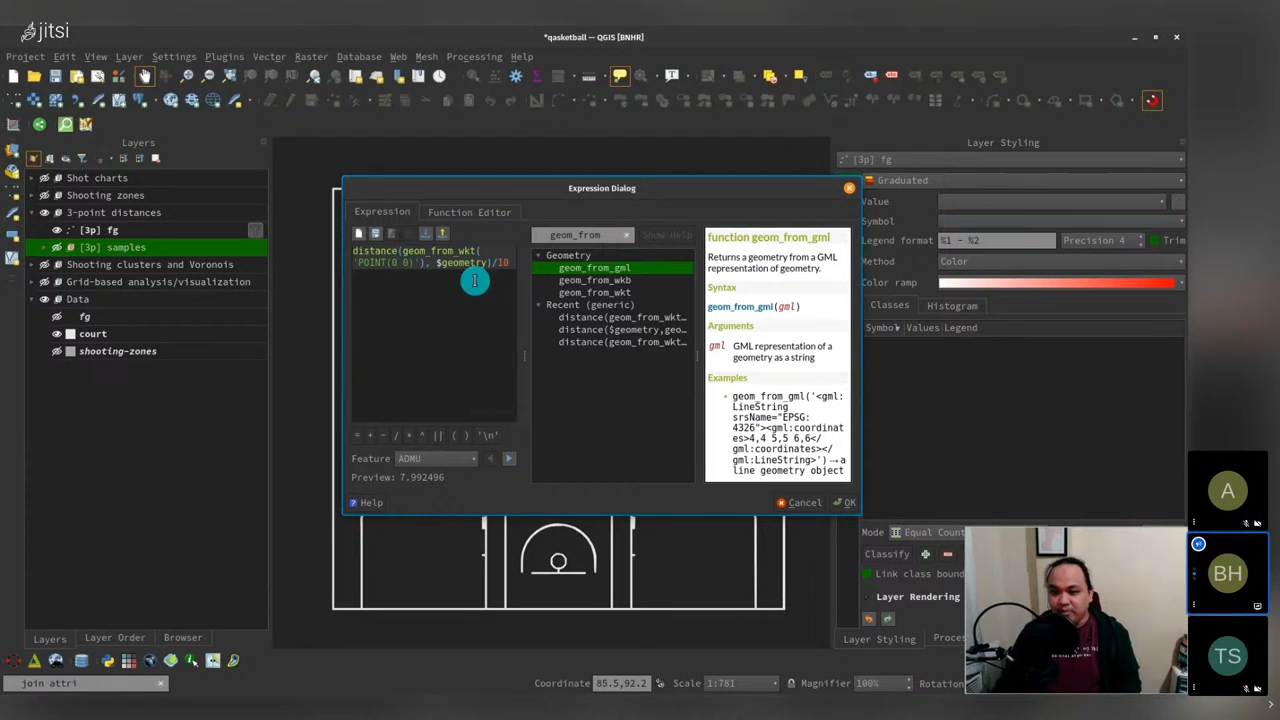 jitsi
*qasketball — QGIS [BNHR]
Project Edit View Layer Settings Plugins Vector Raster Database Web Mesh Processing Help
Layers
Shot charts
Shooting zones
3-point distances
[3p] fg
[3p] samples
Shooting clusters and Voronois
Grid-based analysis/visualization
Data
fg
court
shooting-zones
Layers Layer Order Browser
join attri
Expression Dialog
Expression Function Editor
distance(geom_from_wkt(
'POINT(0 0)'), $geometry)/10
= + - / * ^ || ( ) '\n'
Feature ADMU
Preview: 7.992496
Help
geom_from Show Help
Geometry
geom_from_gml
geom_from_wkb
geom_from_wkt
Recent (generic)
distance(geom_from_wkt…
distance($geometry,geo…
distance(geom_from_wkt…
function geom_from_gml
Returns a geometry from a GML
representation of geometry.
Syntax
geom_from_gml(gml)
Arguments
gml GML representation of a
geometry as a string
Examples
geom_from_gml('<gml:
LineString
srsName="EPSG:
4326"><gml:coordinat
es>4,4 5,5 6,6</
gml:coordinates></
gml:LineString>') → a
line geometry object
Cancel OK
Layer Styling
[3p] fg
Graduated
Value
Symbol
Legend format %1 - %2 Precision 4 Trim
Method Color
Color ramp
Classes Histogram
Symbol Values Legend
Mode Equal Count
Classify
Link class bound
Layer Rendering
Layer Styling
Coordinate 85.5,92.2 Scale 1:781 Magnifier 100% Rotation
A
BH
TS